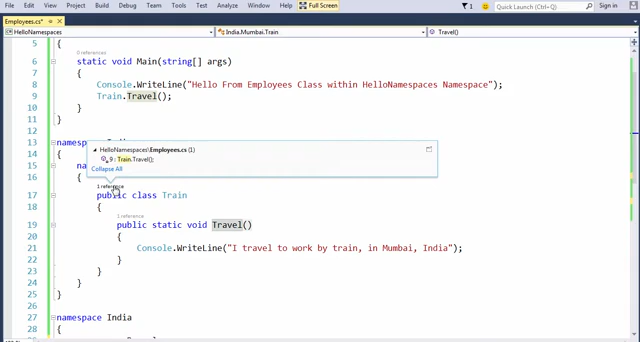 File Edit View Project Build Debug Team Tools Test Analyze Window Help Full Screen 1 Quick Launch (Ctrl+Q) Sign in
Employees.cs*
HelloNamespaces India.Mumbai.Train Travel()
5 {
0 references
6 static void Main(string[] args)
7 {
8 Console.WriteLine("Hello From Employees Class within HelloNamespaces Namespace");
9 Train.Travel();
10 }
11 }
12
13
HelloNamespaces\Employees.cs (1)
14 {
9 : Train.Travel();
15
Collapse All
16 {
1 reference
17 public class Train
18 {
1 reference
19 public static void Travel()
20 {
21 Console.WriteLine("I travel to work by train, in Mumbai, India");
22 }
23 }
24 }
25 }
26
27 namespace India
28 {